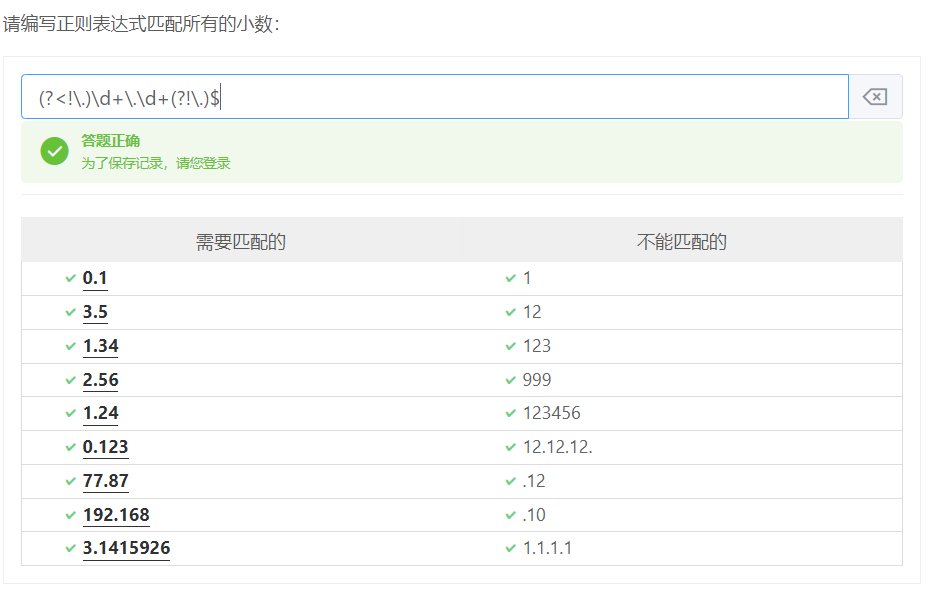 请编写正则表达式匹配所有的小数：
(?<!\.)\d+\.\d+(?!\.)$
答题正确
为了保存记录，请您登录
需要匹配的 不能匹配的
0.1 1
3.5 12
1.34 123
2.56 999
1.24 123456
0.123 12.12.12.
77.87 .12
192.168 .10
3.1415926 1.1.1.1